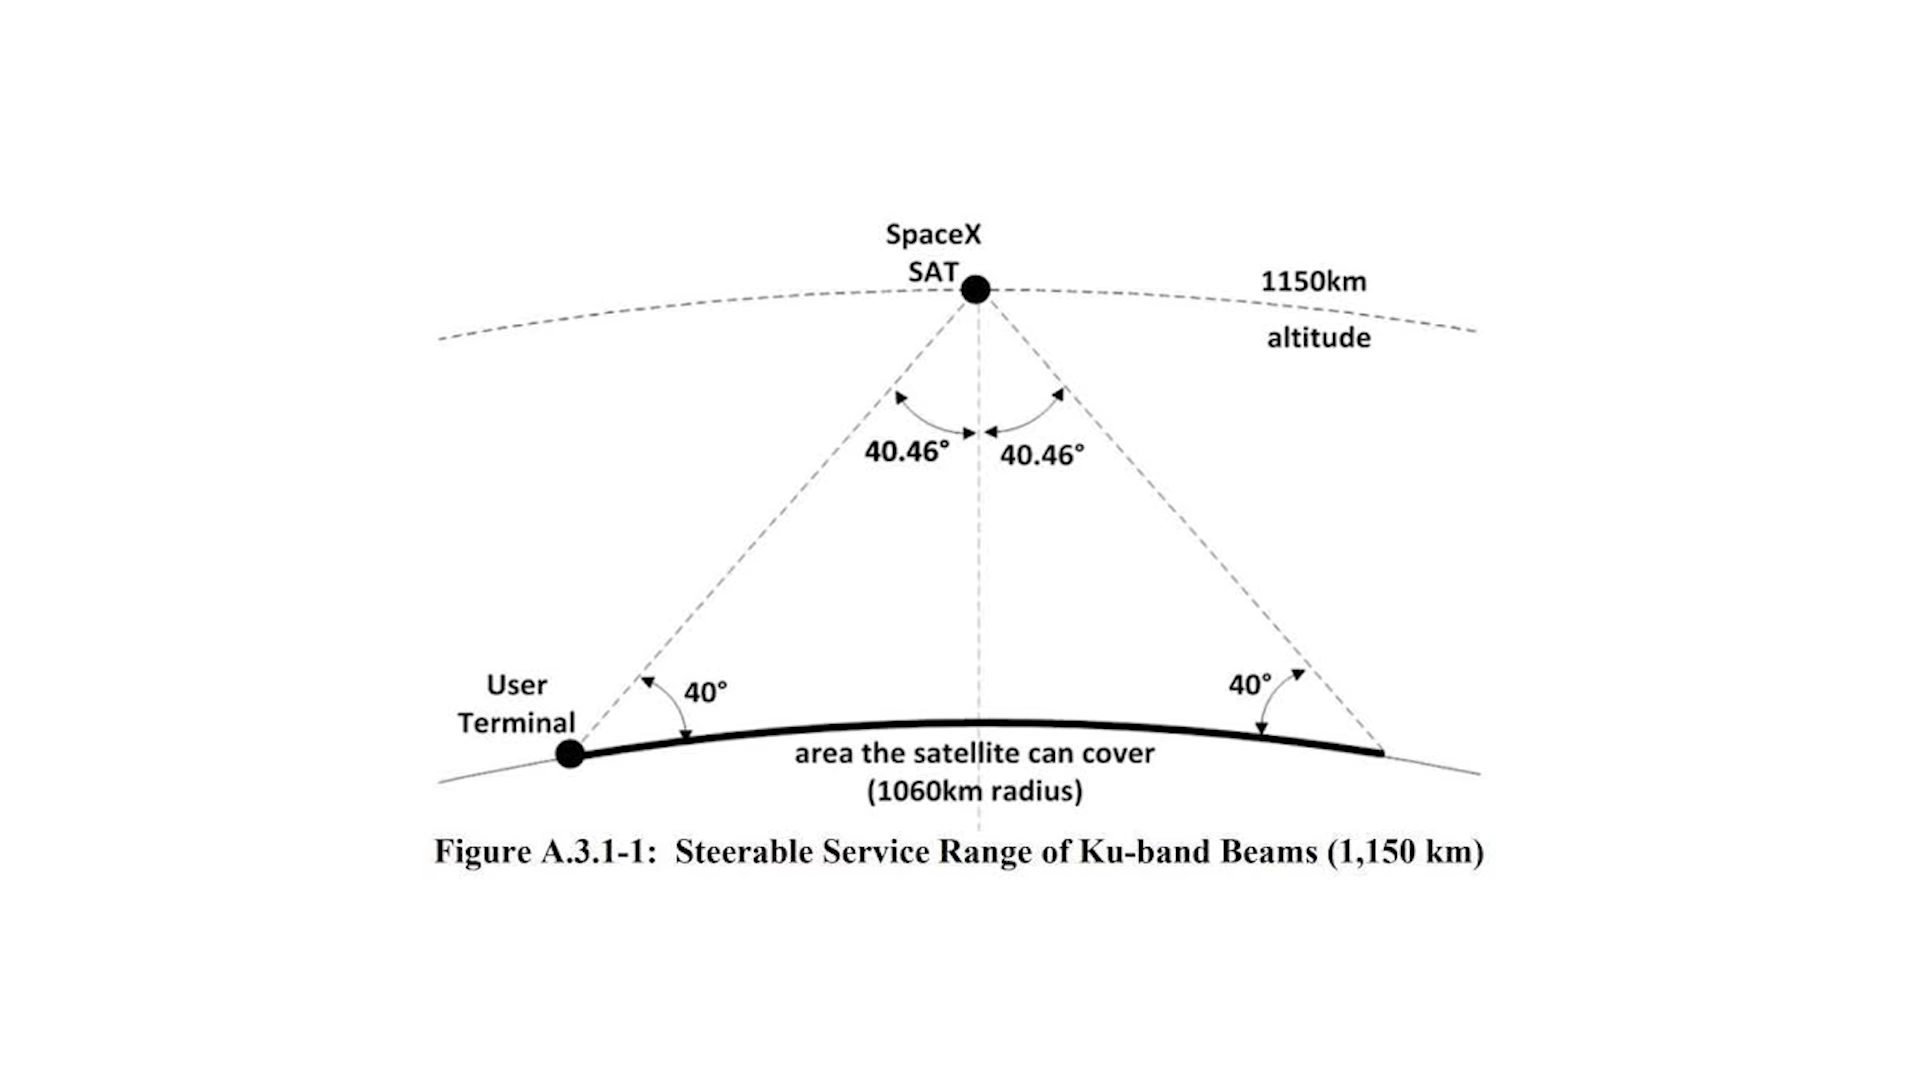 SpaceX
SAT
1150km
altitude
40.46°
40.46°
User
Terminal
40°
40°
area the satellite can cover
(1060km radius)
Figure A.3.1-1:  Steerable Service Range of Ku-band Beams (1,150 km)